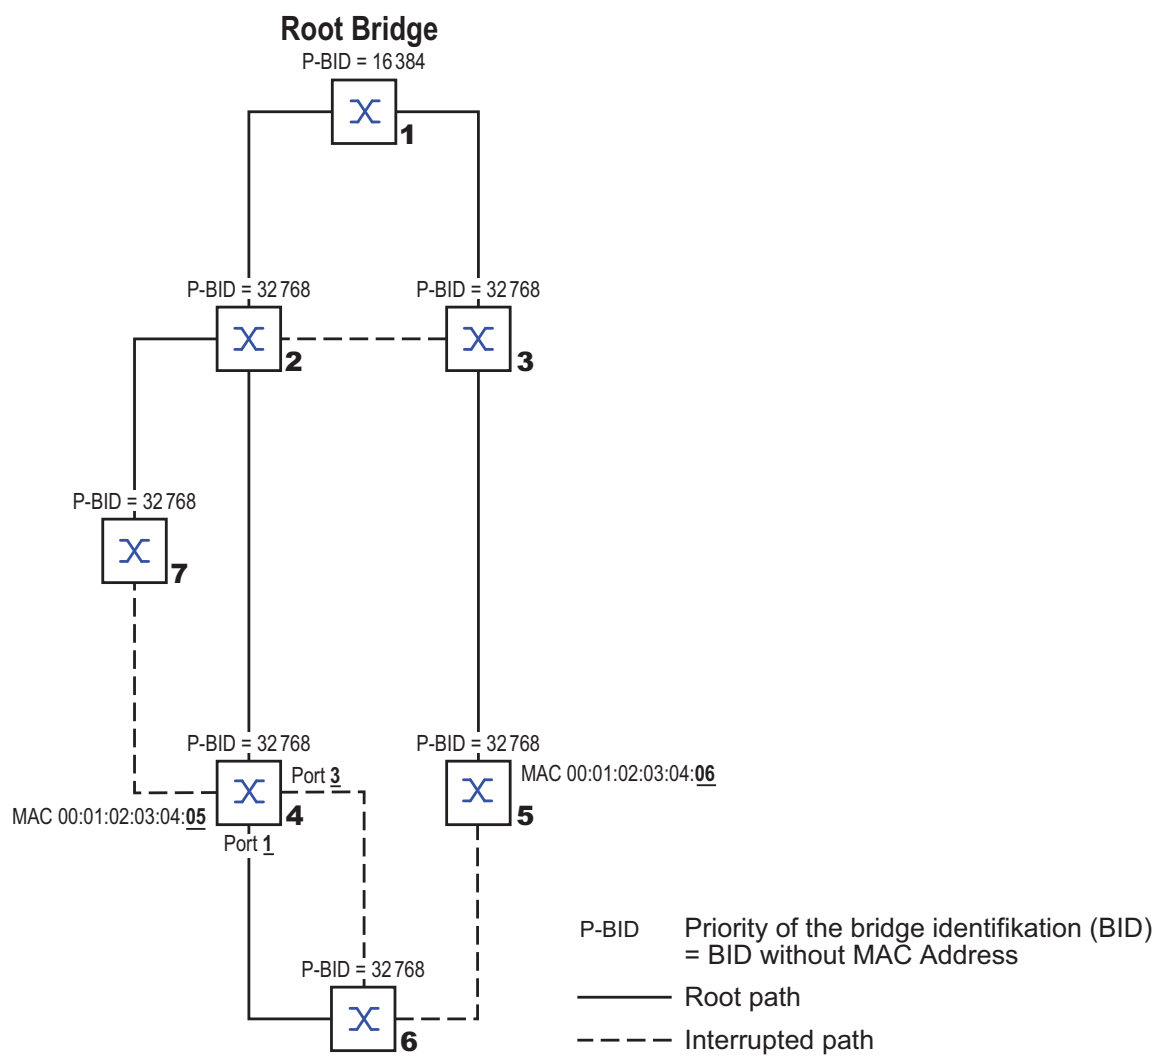 Root Bridge
P-BID = 16 384
1
P-BID = 32 768
P-BID = 32 768
2
3
P-BID = 32 768
7
P-BID = 32 768
P-BID = 32 768
Port 3
MAC 00:01:02:03:04:06
MAC 00:01:02:03:04:05
4
5
Port 1
P-BID Priority of the bridge identifikation (BID)
= BID without MAC Address
P-BID = 32 768
Root path
6
Interrupted path